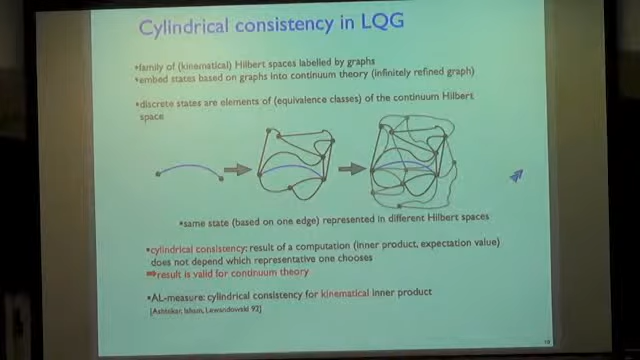 Cylindrical consistency in LQG
•family of (kinematical) Hilbert spaces labelled by graphs
•embed states based on graphs into continuum theory (infinitely refined graph)
•discrete states are elements of (equivalence classes) of the continuum Hilbert
space
•same state (based on one edge) represented in different Hilbert spaces
•cylindrical consistency: result of a computation (inner product, expectation value)
does not depend which representative one chooses
➡result is valid for continuum theory
•AL-measure: cylindrical consistency for kinematical inner product
[Ashtekar, Isham, Lewandowski 92]